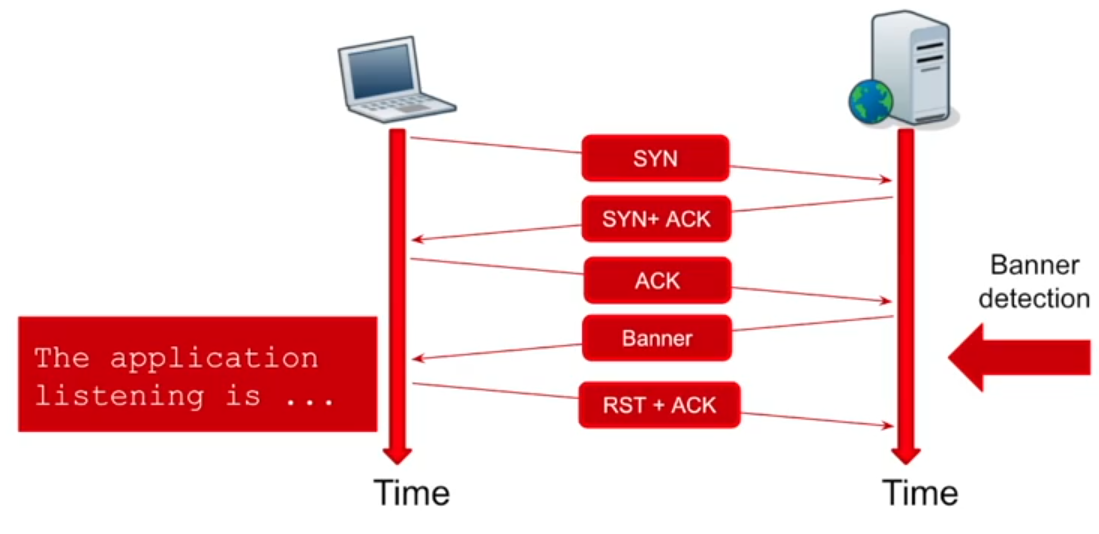 SYN
SYN+ ACK
ACK
Banner
RST + ACK
Banner
detection
The application
listening is ...
Time
Time